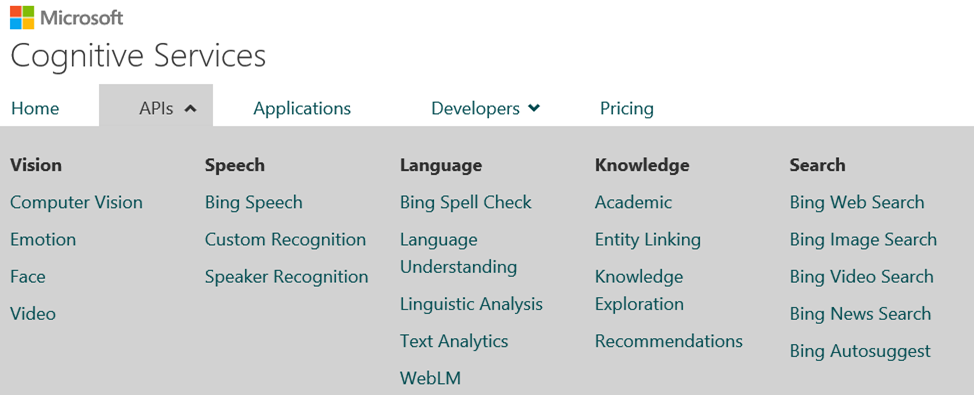 Microsoft
Cognitive Services
Home APIs Applications Developers Pricing
Vision
Computer Vision
Emotion
Face
Video
Speech
Bing Speech
Custom Recognition
Speaker Recognition
Language
Bing Spell Check
Language
Understanding
Linguistic Analysis
Text Analytics
WebLM
Knowledge
Academic
Entity Linking
Knowledge
Exploration
Recommendations
Search
Bing Web Search
Bing Image Search
Bing Video Search
Bing News Search
Bing Autosuggest